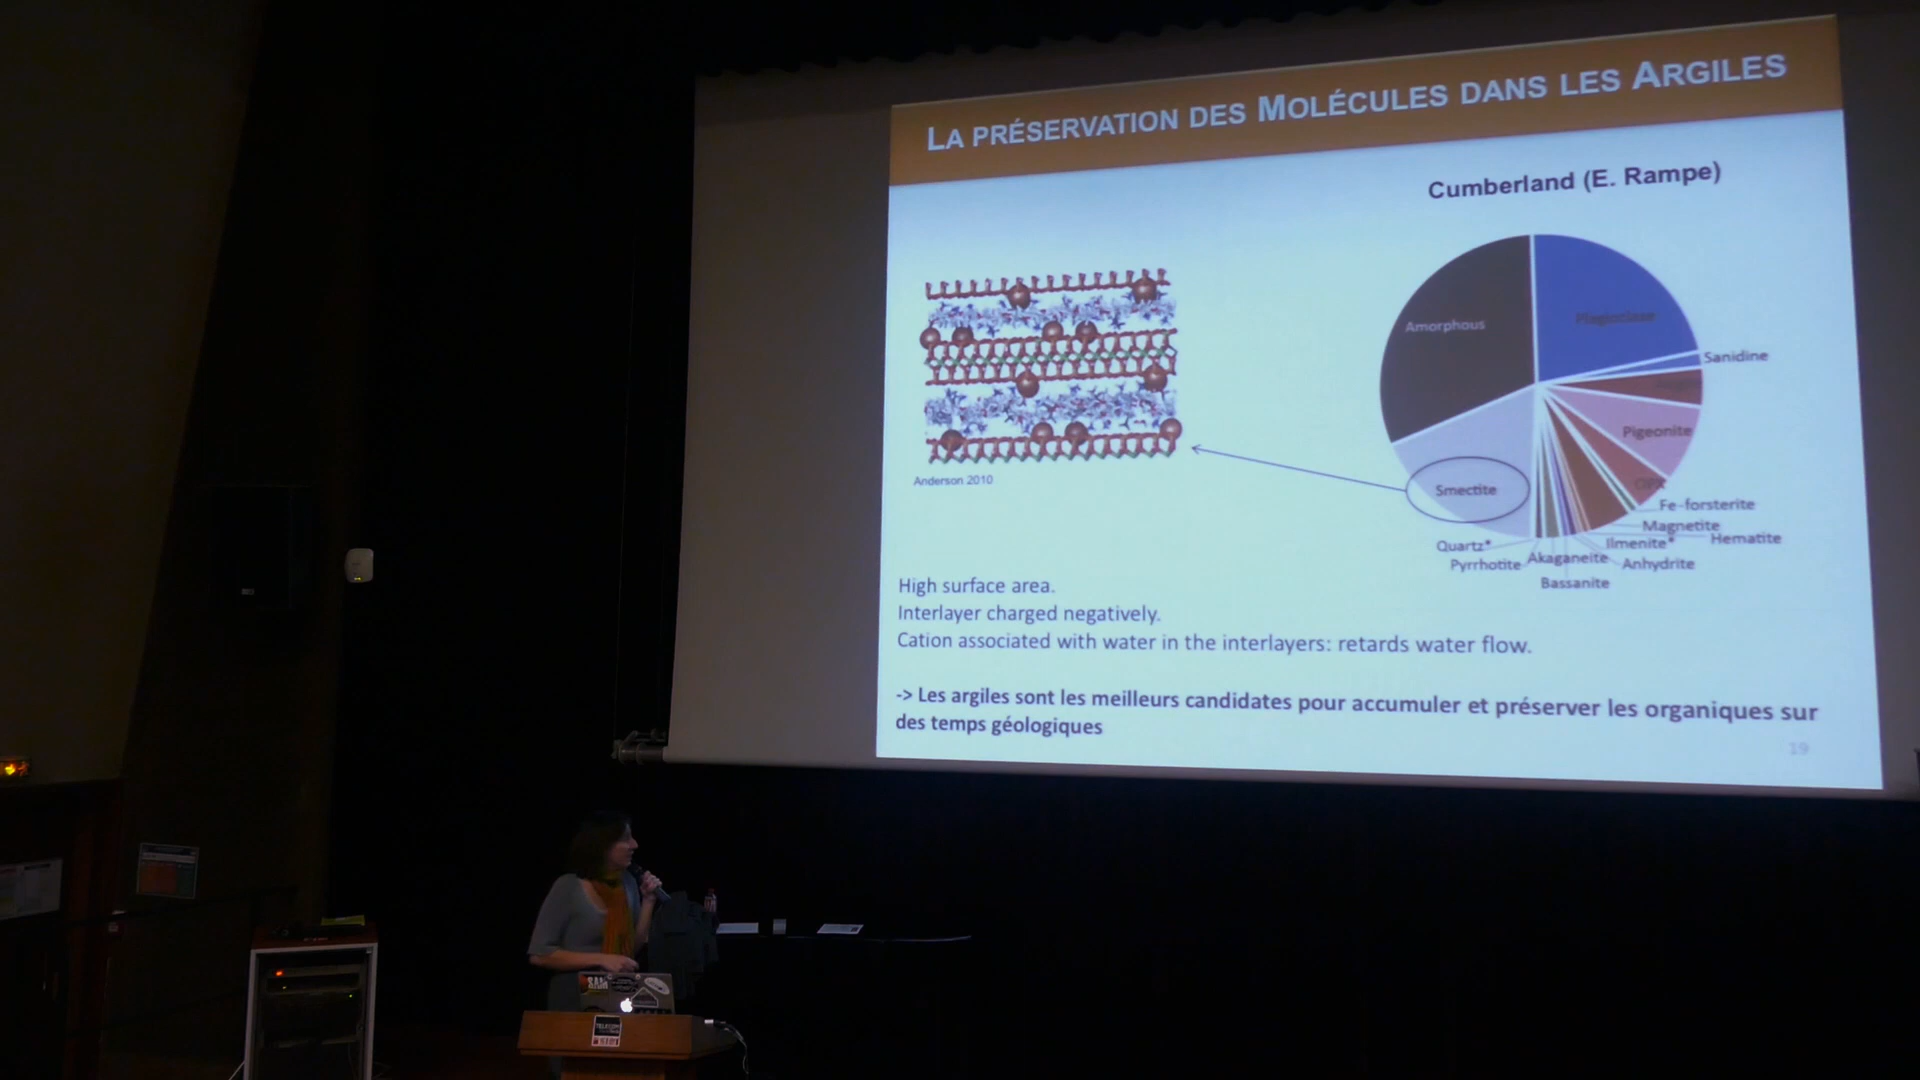 LA PRÉSERVATION DES MOLÉCULES DANS LES ARGILES
Cumberland (E. Rampe)
Amorphous
Plagioclase
Sanidine
Pigeonite
Smectite
Fe-forsterite
Magnetite
Hematite
Quartz*
Ilmenite*
Pyrrhotite
Akaganeite
Anhydrite
Bassanite
Anderson 2010
High surface area.
Interlayer charged negatively.
Cation associated with water in the interlayers: retards water flow.
-> Les argiles sont les meilleurs candidates pour accumuler et préserver les organiques sur
des temps géologiques
19
SAM
TELECOM